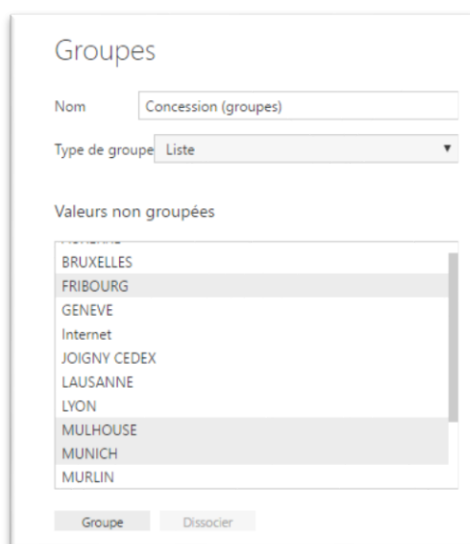 Groupes
Nom Concession (groupes)
Type de groupe Liste
Valeurs non groupées
BRUXELLES
FRIBOURG
GENEVE
Internet
JOIGNY CEDEX
LAUSANNE
LYON
MULHOUSE
MUNICH
MURLIN
Groupe Dissocier